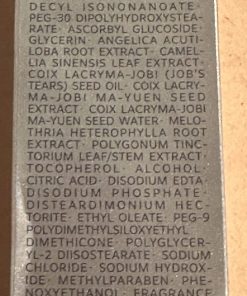 DECYL ISONONANOATE·
PEG-30 DIPOLYHYDROXYSTEA-
RATE· ASCORBYL GLUCOSIDE·
GLYCERIN· ANGELICA ACUTI-
LOBA ROOT EXTRACT· CAMEL-
LIA SINENSIS LEAF EXTRACT·
COIX LACRYMA-JOBI (JOB'S
TEARS) SEED OIL· COIX LACRY-
MA-JOBI MA-YUEN SEED
EXTRACT· COIX LACRYMA-JOBI
MA-YUEN SEED WATER· MELO-
THRIA HETEROPHYLLA ROOT
EXTRACT· POLYGONUM TINC-
TORIUM LEAF/STEM EXTRACT·
TOCOPHEROL· ALCOHOL·
CITRIC ACID· DISODIUM EDTA·
DISODIUM PHOSPHATE·
DISTEARDIMONIUM HEC-
TORITE· ETHYL OLEATE· PEG-9
POLYDIMETHYLSILOXYETHYL
DIMETHICONE· POLYGLYCER-
YL-2 DIISOSTEARATE· SODIUM
CHLORIDE· SODIUM HYDROX-
IDE· METHYLPARABEN· PHE-
NOXYETHANOL· FRAGRANCE